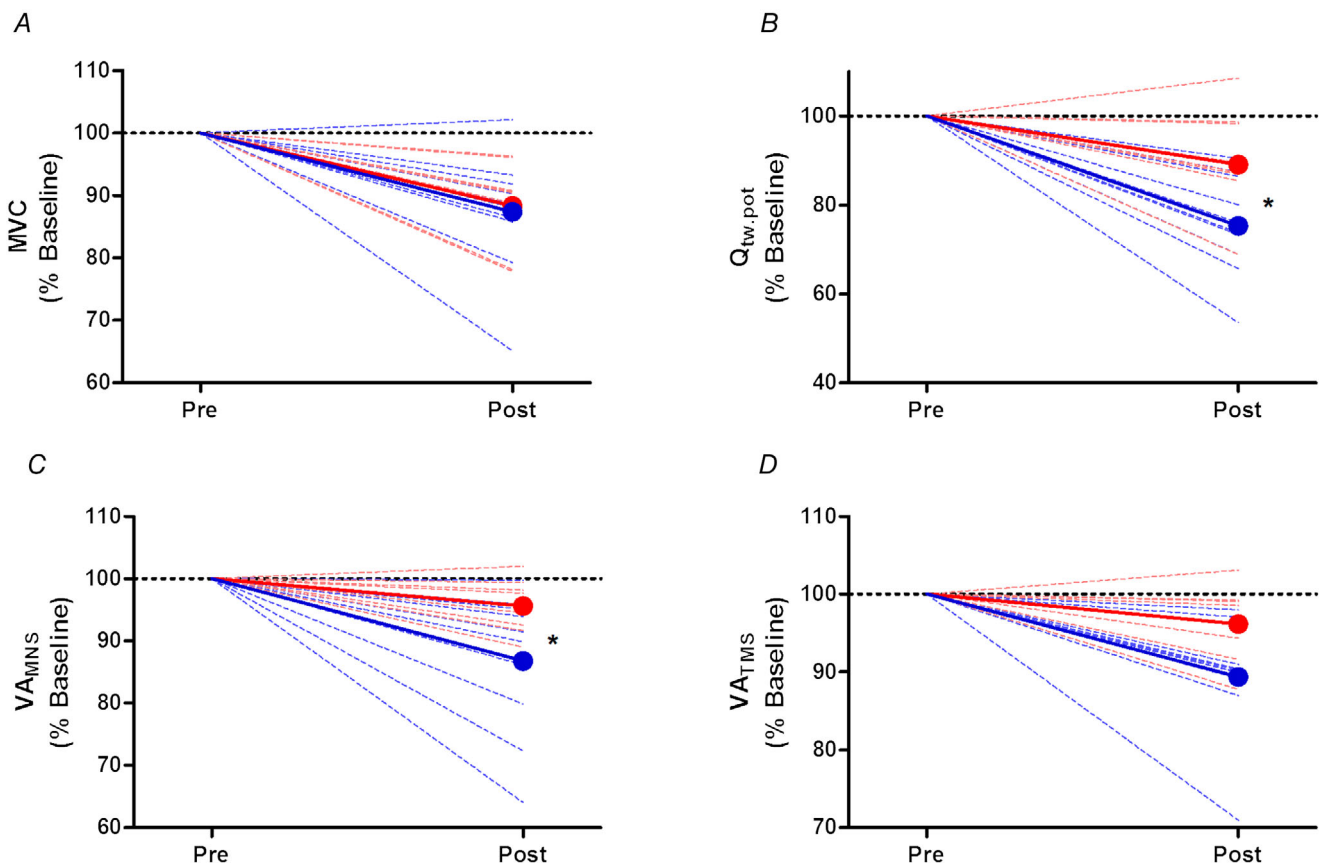 A
B
110
100
90
80
70
60
MVC
(% Baseline)
Pre
Post
100
80
60
40
Qtw.pot
(% Baseline)
*
Pre
Post
C
D
110
100
90
80
70
60
VAMNS
(% Baseline)
*
Pre
Post
110
100
90
80
70
VATMS
(% Baseline)
Pre
Post